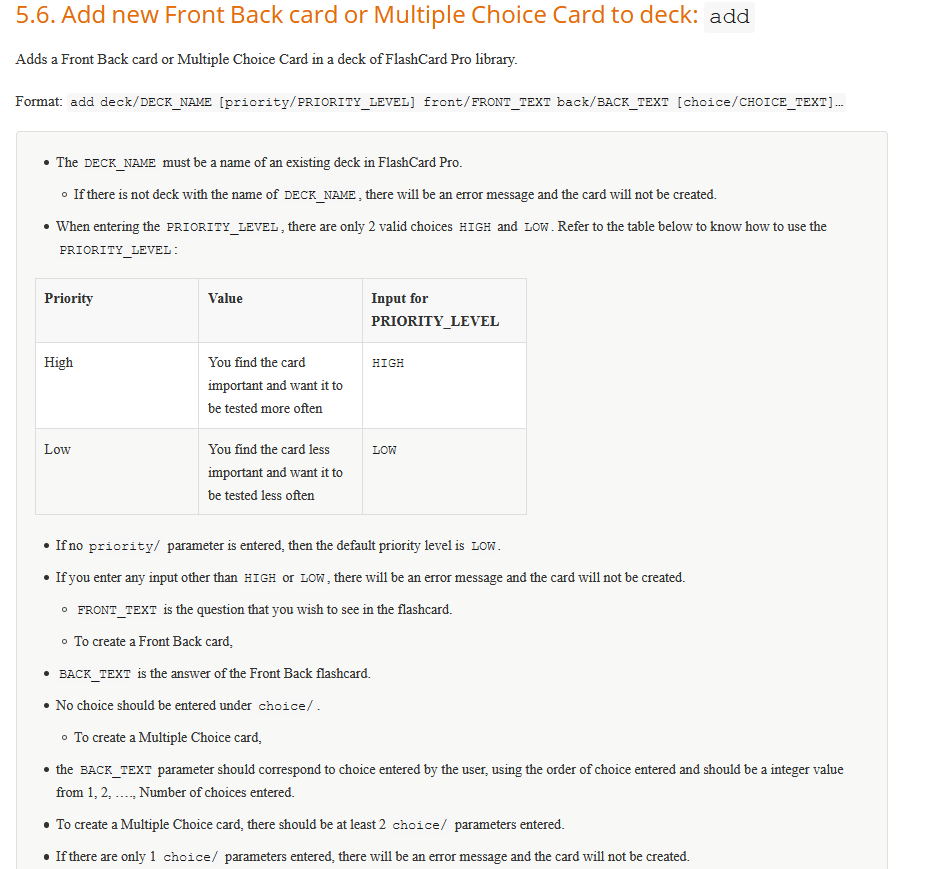 5.6. Add new Front Back card or Multiple Choice Card to deck: add
Adds a Front Back card or Multiple Choice Card in a deck of FlashCard Pro library.
Format: add deck/DECK_NAME [priority/PRIORITY_LEVEL] front/FRONT_TEXT back/BACK_TEXT [choice/CHOICE_TEXT]…
• The DECK_NAME must be a name of an existing deck in FlashCard Pro.
◦ If there is not deck with the name of DECK_NAME, there will be an error message and the card will not be created.
• When entering the PRIORITY_LEVEL, there are only 2 valid choices HIGH and LOW. Refer to the table below to know how to use the
PRIORITY_LEVEL:
Priority
Value
Input for
PRIORITY_LEVEL
High
You find the card
important and want it to
be tested more often
HIGH
Low
You find the card less
important and want it to
be tested less often
LOW
• If no priority/ parameter is entered, then the default priority level is LOW.
• If you enter any input other than HIGH or LOW, there will be an error message and the card will not be created.
◦ FRONT_TEXT is the question that you wish to see in the flashcard.
◦ To create a Front Back card,
• BACK_TEXT is the answer of the Front Back flashcard.
• No choice should be entered under choice/.
◦ To create a Multiple Choice card,
• the BACK_TEXT parameter should correspond to choice entered by the user, using the order of choice entered and should be a integer value
from 1, 2, …., Number of choices entered.
• To create a Multiple Choice card, there should be at least 2 choice/ parameters entered.
• If there are only 1 choice/ parameters entered, there will be an error message and the card will not be created.